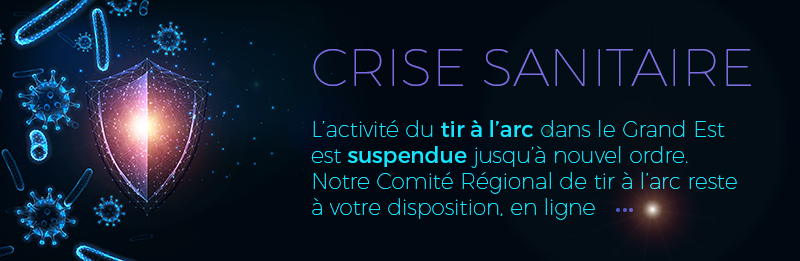 CRISE SANITAIRE
L'activité du tir à l'arc dans le Grand Est
est suspendue jusqu'à nouvel ordre.
Notre Comité Régional de tir à l'arc reste
à votre disposition, en ligne •••